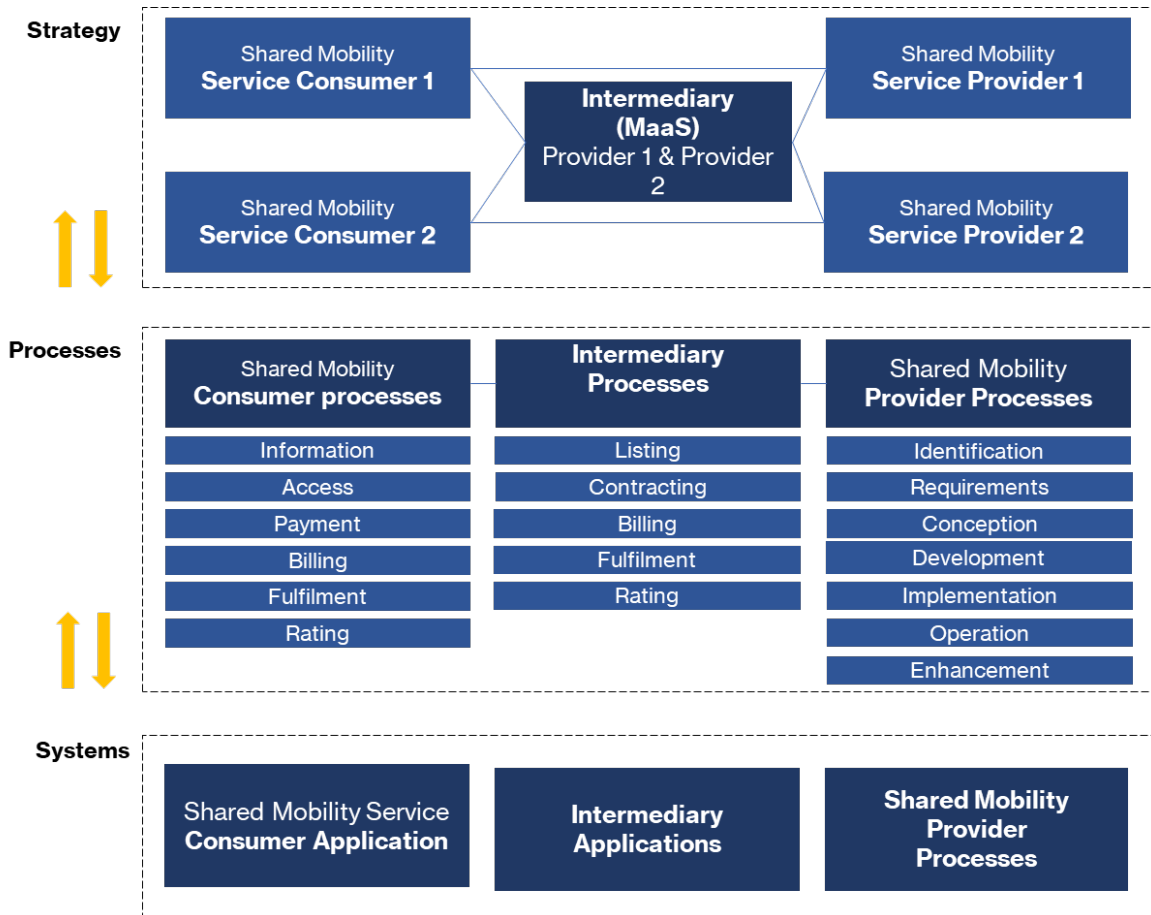 Strategy
Shared Mobility
Service Consumer 1
Shared Mobility
Service Provider 1
Intermediary
(MaaS)
Provider 1 & Provider
2
Shared Mobility
Service Consumer 2
Shared Mobility
Service Provider 2
Processes
Shared Mobility
Consumer processes
Information
Access
Payment
Billing
Fulfilment
Rating
Intermediary
Processes
Listing
Contracting
Billing
Fulfilment
Rating
Shared Mobility
Provider Processes
Identification
Requirements
Conception
Development
Implementation
Operation
Enhancement
Systems
Shared Mobility Service
Consumer Application
Intermediary
Applications
Shared Mobility
Provider
Processes